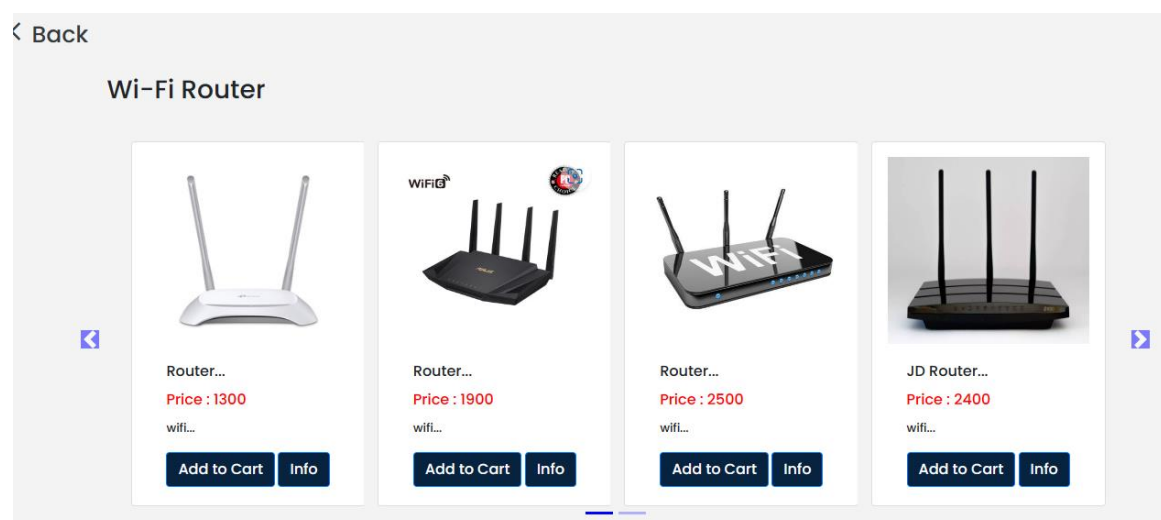 Back
Wi-Fi Router
WiFi6
WiFi
Router...
Price : 1300
wifi...
Add to Cart Info
Router...
Price : 1900
wifi...
Add to Cart Info
Router...
Price : 2500
wifi...
Add to Cart Info
JD Router...
Price : 2400
wifi...
Add to Cart Info